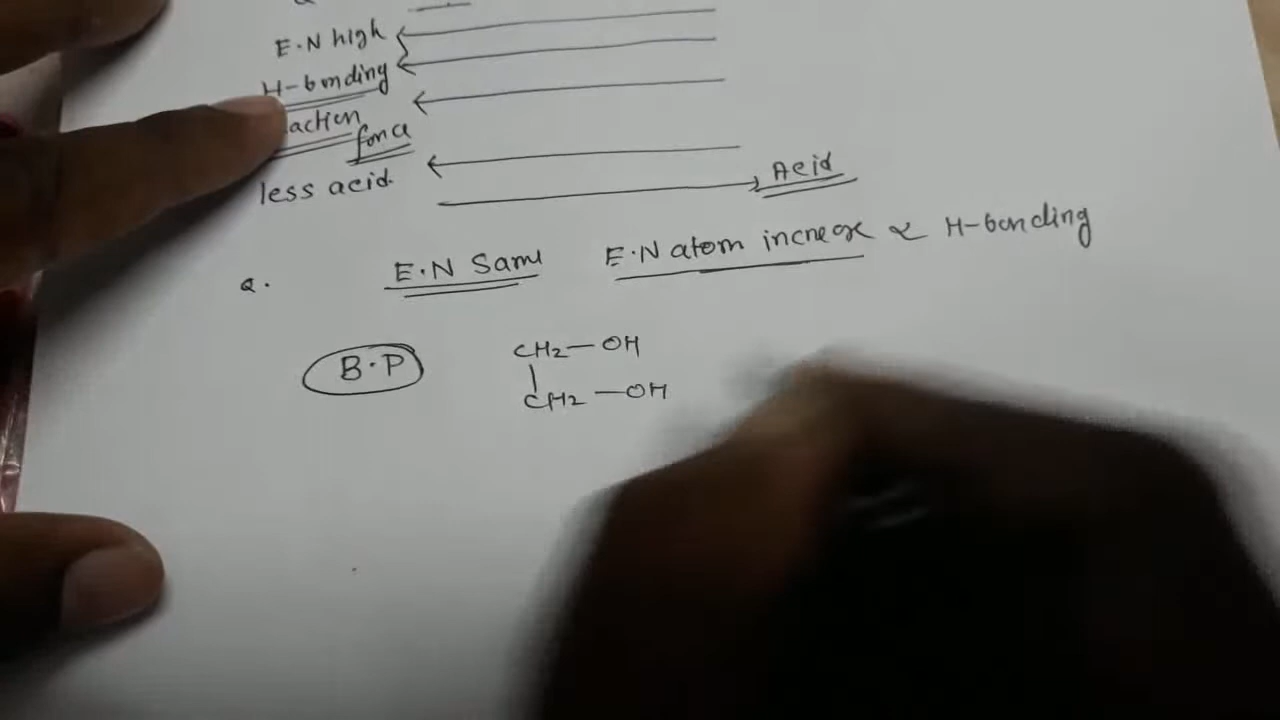 E.N high
H-bonding
action
force
less acid.
Acid
Q. E.N Same E.N atom increase ∝ H-bonding
B.P CH2—OH
|
CH2—OH